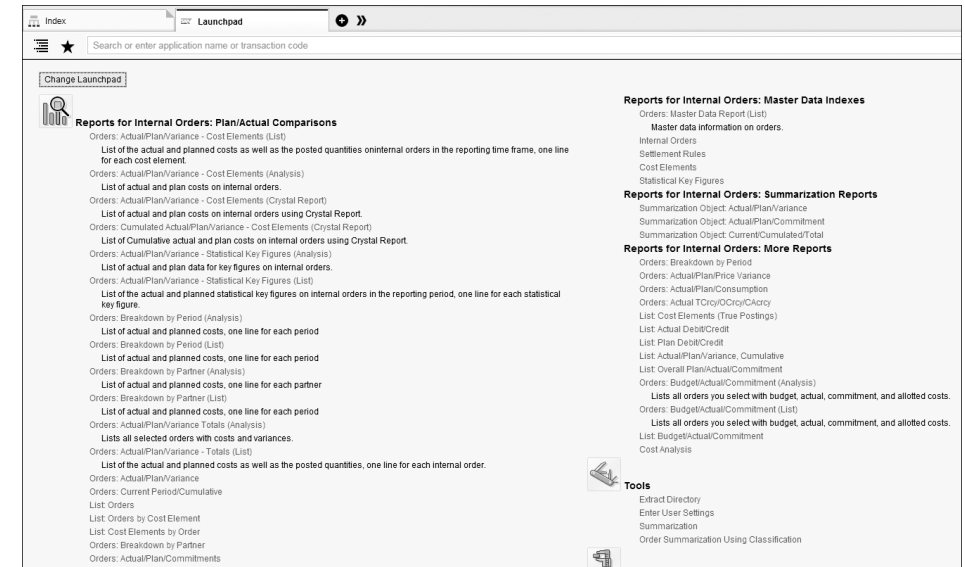 Index
Launchpad
Search or enter application name or transaction code
Change Launchpad
Reports for Internal Orders: Plan/Actual Comparisons
Orders: Actual/Plan/Variance - Cost Elements (List)
List of the actual and planned costs as well as the posted quantities oninternal orders in the reporting time frame, one line
for each cost element.
Orders: Actual/Plan/Variance - Cost Elements (Analysis)
List of actual and plan costs on internal orders.
Orders: Actual/Plan/Variance - Cost Elements (Crystal Report)
List of actual and plan costs on internal orders using Crystal Report.
Orders: Cumulated Actual/Plan/Variance - Cost Elements (Crystal Report)
List of Cumulative actual and plan costs on internal orders using Crystal Report.
Orders: Actual/Plan/Variance - Statistical Key Figures (Analysis)
List of actual and plan data for key figures on internal orders.
Orders: Actual/Plan/Variance - Statistical Key Figures (List)
List of the actual and planned statistical key figures on internal orders in the reporting period, one line for each statistical
key figure.
Orders: Breakdown by Period (Analysis)
List of actual and planned costs, one line for each period
Orders: Breakdown by Period (List)
List of actual and planned costs, one line for each period
Orders: Breakdown by Partner (Analysis)
List of actual and planned costs, one line for each partner
Orders: Breakdown by Partner (List)
List of actual and planned costs, one line for each period
Orders: Actual/Plan/Variance Totals (Analysis)
Lists all selected orders with costs and variances.
Orders: Actual/Plan/Variance - Totals (List)
List of the actual and planned costs as well as the posted quantities, one line for each internal order.
Orders: Actual/Plan/Variance
Orders: Current Period/Cumulative
List: Orders
List: Orders by Cost Element
List: Cost Elements by Order
Orders: Breakdown by Partner
Orders: Actual/Plan/Commitments
Reports for Internal Orders: Master Data Indexes
Orders: Master Data Report (List)
Master data information on orders.
Internal Orders
Settlement Rules
Cost Elements
Statistical Key Figures
Reports for Internal Orders: Summarization Reports
Summarization Object: Actual/Plan/Variance
Summarization Object: Actual/Plan/Commitment
Summarization Object: Current/Cumulated/Total
Reports for Internal Orders: More Reports
Orders: Breakdown by Period
Orders: Actual/Plan/Price Variance
Orders: Actual/Plan/Consumption
Orders: Actual TCrcy/OCrcy/CAcrcy
List: Cost Elements (True Postings)
List: Actual Debit/Credit
List: Plan Debit/Credit
List: Actual/Plan/Variance, Cumulative
List: Overall Plan/Actual/Commitment
Orders: Budget/Actual/Commitment (Analysis)
Lists all orders you select with budget, actual, commitment, and allotted costs.
Orders: Budget/Actual/Commitment (List)
Lists all orders you select with budget, actual, commitment, and allotted costs.
List: Budget/Actual/Commitment
Cost Analysis
Tools
Extract Directory
Enter User Settings
Summarization
Order Summarization Using Classification